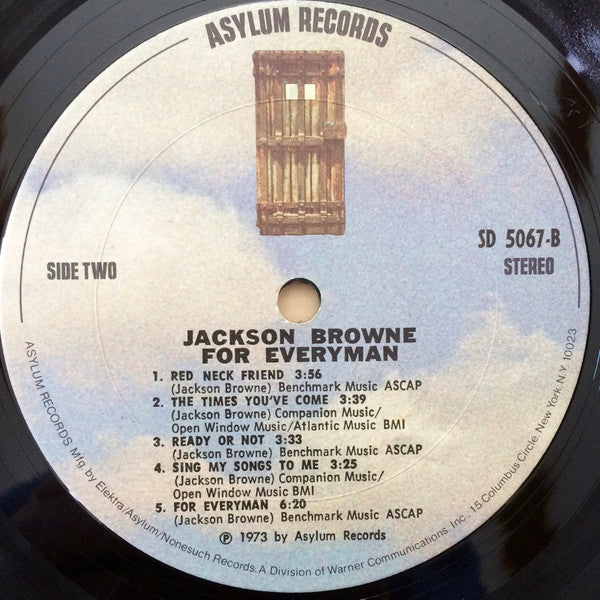 ASYLUM RECORDS
SD 5067-B
SIDE TWO
STEREO
JACKSON BROWNE
FOR EVERYMAN
1. RED NECK FRIEND 3:56
(Jackson Browne) Benchmark Music ASCAP
2. THE TIMES YOU'VE COME 3:39
(Jackson Browne) Companion Music/
Open Window Music/Atlantic Music BMI
3. READY OR NOT 3:33
(Jackson Browne) Benchmark Music ASCAP
4. SING MY SONGS TO ME 3:25
(Jackson Browne) Companion Music/
Open Window Music BMI
5. FOR EVERYMAN 6:20
(Jackson Browne) Benchmark Music ASCAP
℗ 1973 by Asylum Records
ASYLUM RECORDS Mfg. by Elektra/Asylum/Nonesuch Records. A Division of Warner Communications, Inc. 15 Columbus Circle, New York N.Y. 10023